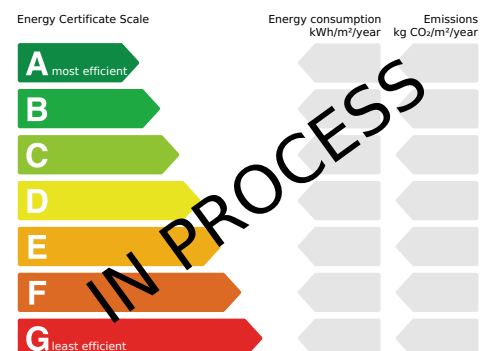 Energy Certificate Scale
Energy consumption
kWh/m²/year
Emissions
kg CO₂/m²/year
A most efficient
B
C
D
E
F
G least efficient
IN PROCESS